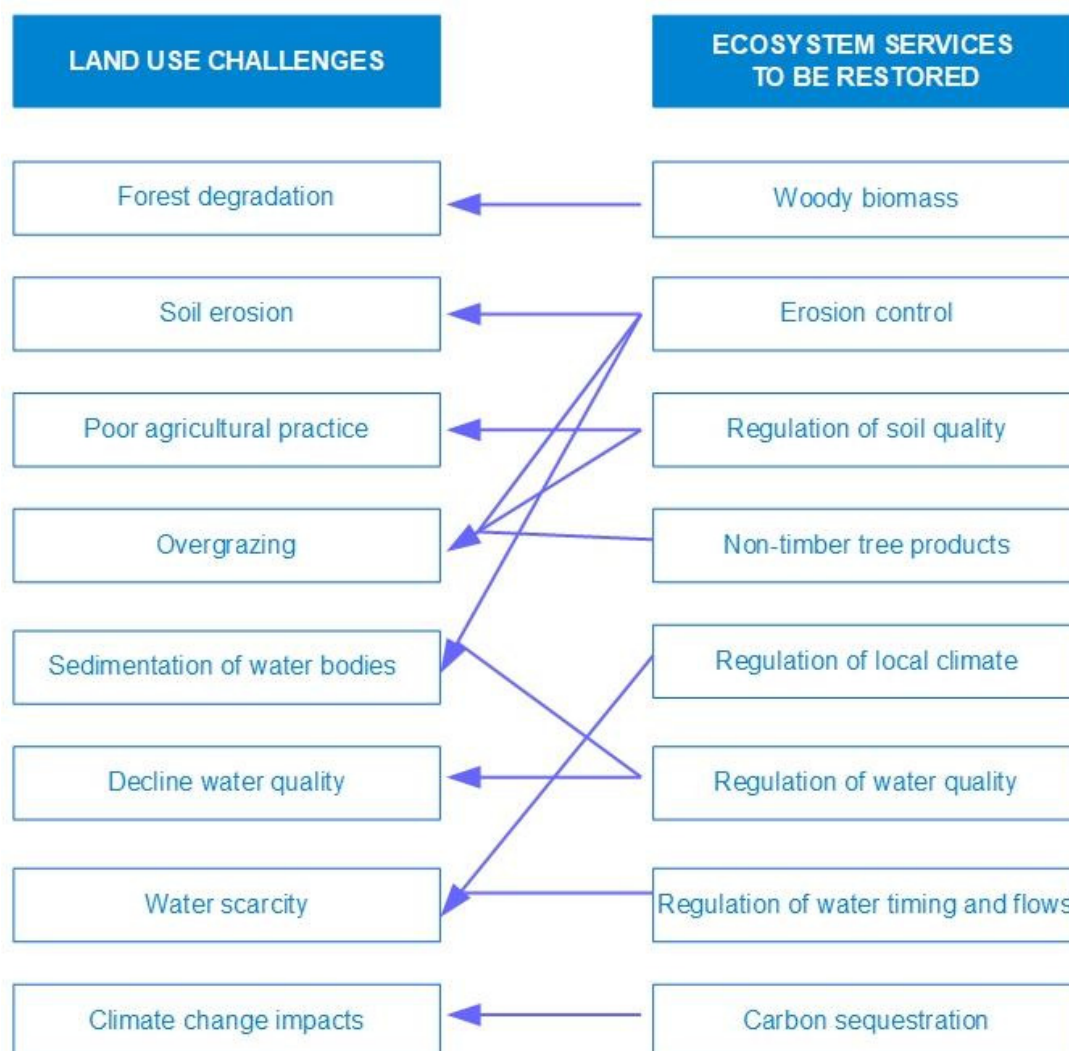 LAND USE CHALLENGES
ECOSYSTEM SERVICES
TO BE RESTORED
Forest degradation
Woody biomass
Soil erosion
Erosion control
Poor agricultural practice
Regulation of soil quality
Overgrazing
Non-timber tree products
Sedimentation of water bodies
Regulation of local climate
Decline water quality
Regulation of water quality
Water scarcity
Regulation of water timing and flows
Climate change impacts
Carbon sequestration